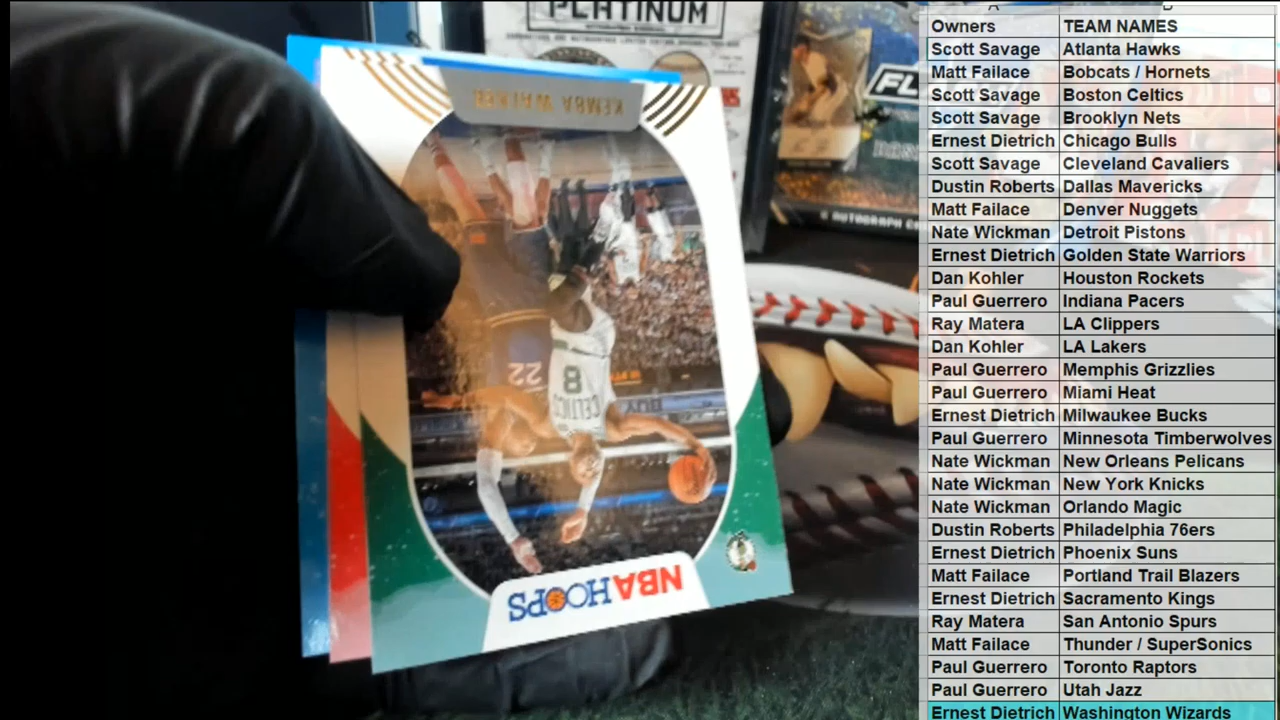 PLATINUM
KEMBA WALKER
22
8
CELTICS
NBA HOOPS
FL
AUTOGRAPH
Owners TEAM NAMES
Scott Savage Atlanta Hawks
Matt Failace Bobcats / Hornets
Scott Savage Boston Celtics
Scott Savage Brooklyn Nets
Ernest Dietrich Chicago Bulls
Scott Savage Cleveland Cavaliers
Dustin Roberts Dallas Mavericks
Matt Failace Denver Nuggets
Nate Wickman Detroit Pistons
Ernest Dietrich Golden State Warriors
Dan Kohler Houston Rockets
Paul Guerrero Indiana Pacers
Ray Matera LA Clippers
Dan Kohler LA Lakers
Paul Guerrero Memphis Grizzlies
Paul Guerrero Miami Heat
Ernest Dietrich Milwaukee Bucks
Paul Guerrero Minnesota Timberwolves
Nate Wickman New Orleans Pelicans
Nate Wickman New York Knicks
Nate Wickman Orlando Magic
Dustin Roberts Philadelphia 76ers
Ernest Dietrich Phoenix Suns
Matt Failace Portland Trail Blazers
Ernest Dietrich Sacramento Kings
Ray Matera San Antonio Spurs
Matt Failace Thunder / SuperSonics
Paul Guerrero Toronto Raptors
Paul Guerrero Utah Jazz
Ernest Dietrich Washington Wizards